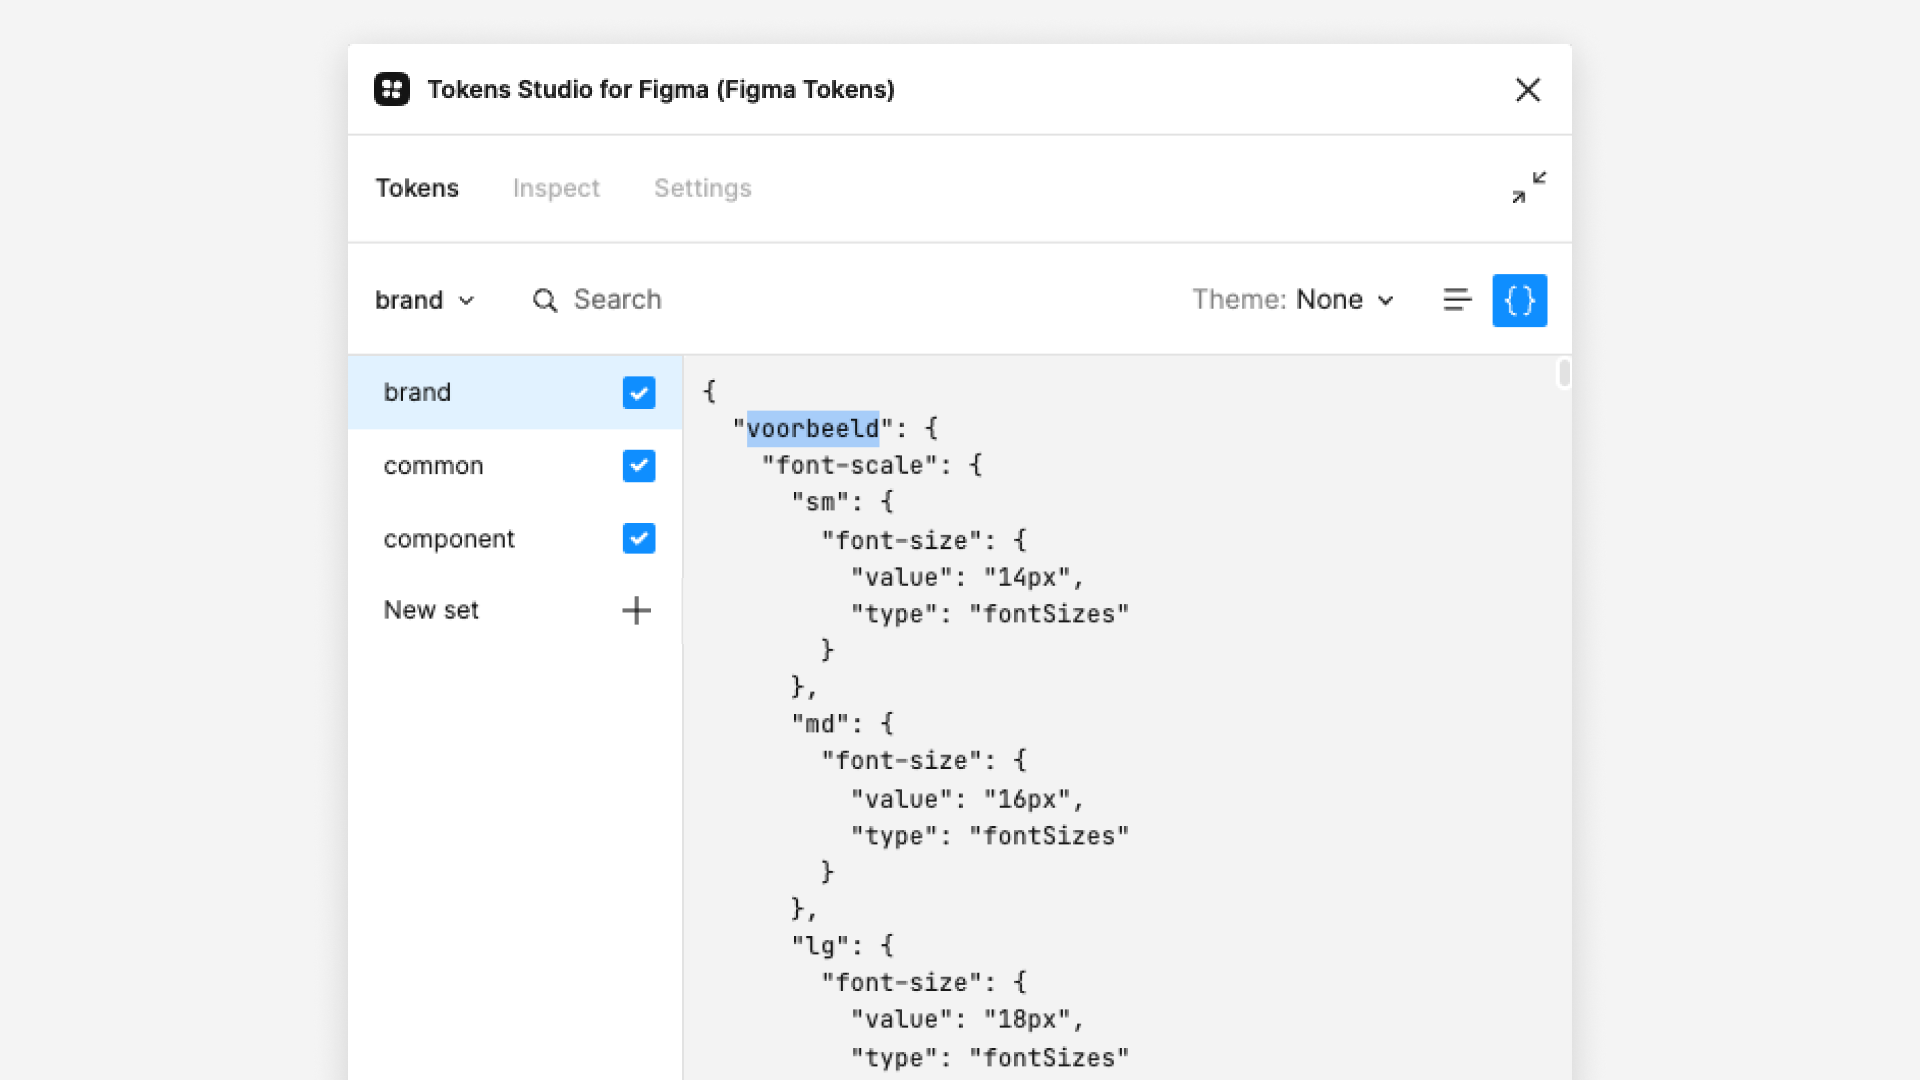 Tokens Studio for Figma (Figma Tokens)
Tokens Inspect Settings
brand Search Theme: None {}
brand
common
component
New set
{
  "voorbeeld": {
    "font-scale": {
      "sm": {
        "font-size": {
          "value": "14px",
          "type": "fontSizes"
        }
      },
      "md": {
        "font-size": {
          "value": "16px",
          "type": "fontSizes"
        }
      },
      "lg": {
        "font-size": {
          "value": "18px",
          "type": "fontSizes"